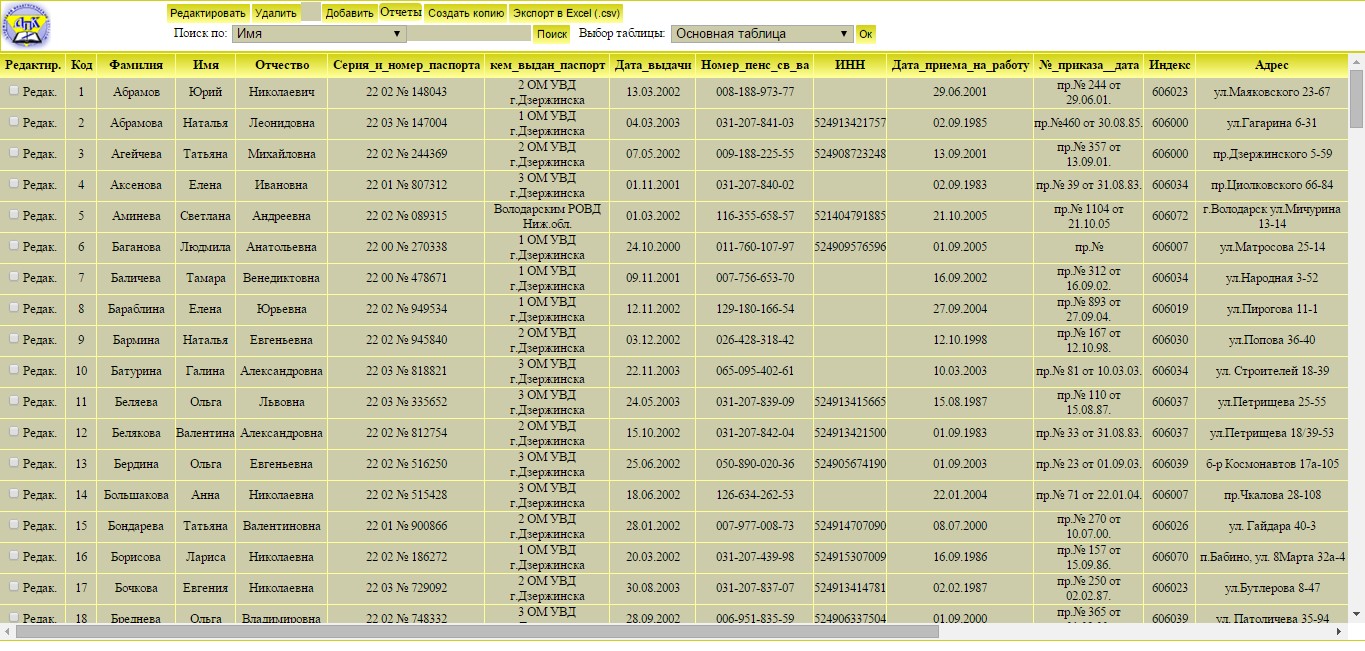 АПК
Редактировать Удалить Добавить Отчеты Создать копию Экспорт в Excel (.csv)
Поиск по: Имя Поиск Выбор таблицы: Основная таблица Ок
Редактир. Код Фамилия Имя Отчество Серия_и_номер_паспорта кем_выдан_паспорт Дата_выдачи Номер_пенс_св_ва ИНН Дата_приема_на_работу №_приказа__дата Индекс Адрес
Редак. 1 Абрамов Юрий Николаевич 22 02 № 148043 2 ОМ УВД г.Дзержинска 13.03.2002 008-188-973-77 29.06.2001 пр.№ 244 от 29.06.01. 606023 ул.Маяковского 23-67
Редак. 2 Абрамова Наталья Леонидовна 22 03 № 147004 1 ОМ УВД г.Дзержинска 04.03.2003 031-207-841-03 524913421757 02.09.1985 пр.№460 от 30.08.85. 606000 ул.Гагарина 6-31
Редак. 3 Агейчева Татьяна Михайловна 22 02 № 244369 2 ОМ УВД г.Дзержинска 07.05.2002 009-188-225-55 524908723248 13.09.2001 пр.№ 357 от 13.09.01. 606000 пр.Дзержинского 5-59
Редак. 4 Аксенова Елена Ивановна 22 01 № 807312 3 ОМ УВД г.Дзержинска 01.11.2001 031-207-840-02 02.09.1983 пр.№ 39 от 31.08.83. 606034 пр.Циолковского 66-84
Редак. 5 Аминева Светлана Андреевна 22 02 № 089315 Володарским РОВД Ниж.обл. 01.03.2002 116-355-658-57 521404791885 21.10.2005 пр.№ 1104 от 21.10.05 606072 г.Володарск ул.Мичурина 13-14
Редак. 6 Баганова Людмила Анатольевна 22 00 № 270338 1 ОМ УВД г.Дзержинска 24.10.2000 011-760-107-97 524909576596 01.09.2005 пр.№ 606007 ул.Матросова 25-14
Редак. 7 Баличева Тамара Венедиктовна 22 00 № 478671 1 ОМ УВД г.Дзержинска 09.11.2001 007-756-653-70 16.09.2002 пр.№ 312 от 16.09.02. 606034 ул.Народная 3-52
Редак. 8 Бараблина Елена Юрьевна 22 02 № 949534 1 ОМ УВД г.Дзержинска 12.11.2002 129-180-166-54 27.09.2004 пр.№ 893 от 27.09.04. 606019 ул.Пирогова 11-1
Редак. 9 Бармина Наталья Евгеньевна 22 02 № 945840 2 ОМ УВД г.Дзержинска 03.12.2002 026-428-318-42 12.10.1998 пр.№ 167 от 12.10.98. 606030 ул.Попова 36-40
Редак. 10 Батурина Галина Александровна 22 03 № 818821 3 ОМ УВД г.Дзержинска 22.11.2003 065-095-402-61 10.03.2003 пр.№ 81 от 10.03.03. 606034 ул. Строителей 18-39
Редак. 11 Беляева Ольга Львовна 22 03 № 335652 3 ОМ УВД г.Дзержинска 24.05.2003 031-207-839-09 524913415665 15.08.1987 пр.№ 110 от 15.08.87. 606037 ул.Петрищева 25-55
Редак. 12 Белякова Валентина Александровна 22 02 № 812754 2 ОМ УВД г.Дзержинска 15.10.2002 031-207-842-04 524913421500 01.09.1983 пр.№ 33 от 31.08.83. 606037 ул.Петрищева 18/39-53
Редак. 13 Бердина Ольга Евгеньевна 22 02 № 516250 3 ОМ УВД г.Дзержинска 25.06.2002 050-890-020-36 524905674190 01.09.2003 пр.№ 23 от 01.09.03. 606039 б-р Космонавтов 17а-105
Редак. 14 Большакова Анна Николаевна 22 02 № 515428 3 ОМ УВД г.Дзержинска 18.06.2002 126-634-262-53 22.01.2004 пр.№ 71 от 22.01.04. 606007 пр.Чкалова 28-108
Редак. 15 Бондарева Татьяна Валентиновна 22 01 № 900866 2 ОМ УВД г.Дзержинска 28.01.2002 007-977-008-73 524914707090 08.07.2000 пр.№ 270 от 10.07.00. 606026 ул. Гайдара 40-3
Редак. 16 Борисова Лариса Николаевна 22 02 № 186272 1 ОМ УВД г.Дзержинска 20.03.2002 031-207-439-98 524915307009 16.09.1986 пр.№ 157 от 15.09.86. 606070 п.Бабино, ул. 8Марта 32а-4
Редак. 17 Бочкова Евгения Николаевна 22 03 № 729092 2 ОМ УВД г.Дзержинска 30.08.2003 031-207-837-07 524913414781 02.02.1987 пр.№ 250 от 02.02.87. 606023 ул.Бутлерова 8-47
Редак. 18 Бреднева Ольга Владимировна 22 02 № 748332 3 ОМ УВД 28.09.2002 006-951-835-59 524906337504 01.09.2000 пр.№ 365 от 606039 ул. Патоличева 35-94